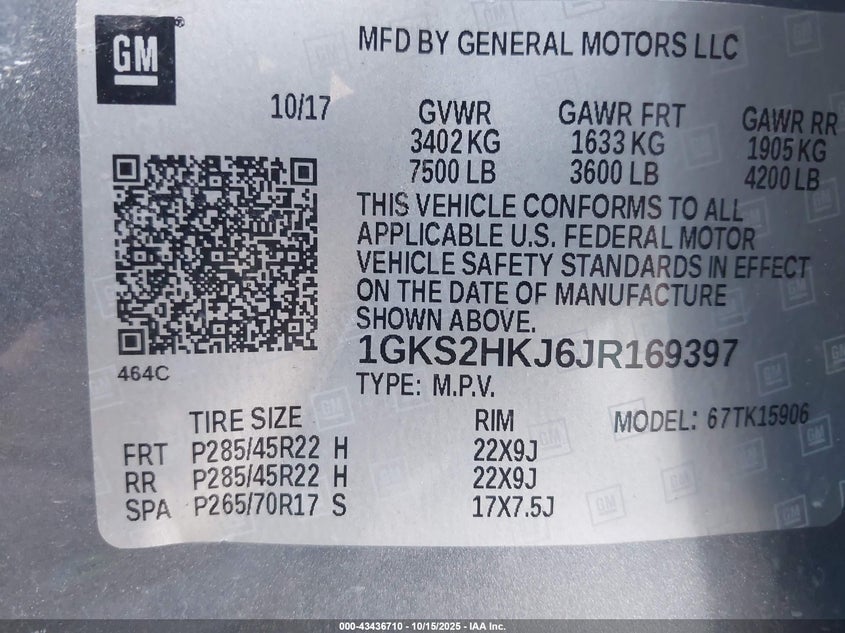 GM
MFD BY GENERAL MOTORS LLC
10/17
GVWR GAWR FRT GAWR RR
3402 KG 1633 KG 1905 KG
7500 LB 3600 LB 4200 LB
THIS VEHICLE CONFORMS TO ALL
APPLICABLE U.S. FEDERAL MOTOR
VEHICLE SAFETY STANDARDS IN EFFECT
ON THE DATE OF MANUFACTURE
SHOWN ABOVE.
1GKS2HKJ6JR169397
464C
TYPE: M.P.V.
TIRE SIZE RIM MODEL: 67TK15906
FRT P285/45R22 H 22X9J
RR P285/45R22 H 22X9J
SPA P265/70R17 S 17X7.5J
000-43436710 - 10/15/2025 - IAA Inc.